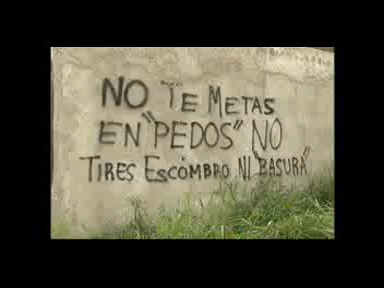 NO TE METAS
EN "PEDOS" NO
TIRES ESCOMBRO NI BASURA"